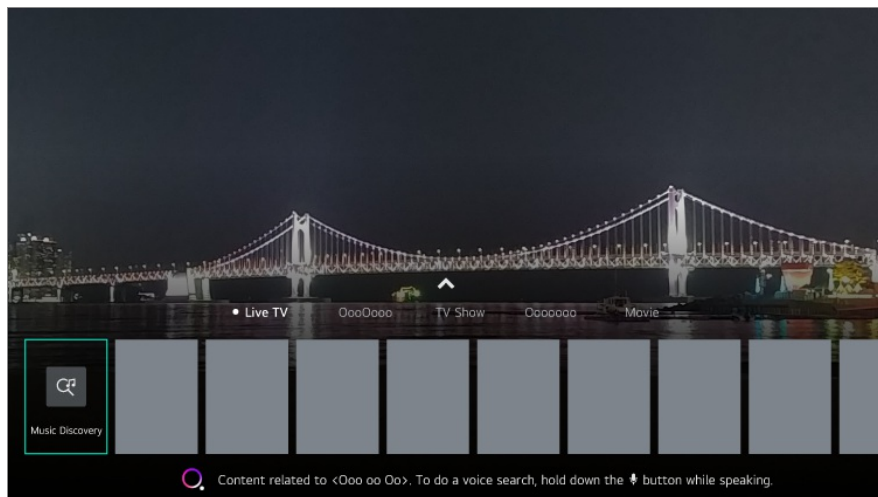 Live TV OooOooo TV Show Ooooooo Movie
Music Discovery
Content related to <Ooo oo Oo>. To do a voice search, hold down the button while speaking.